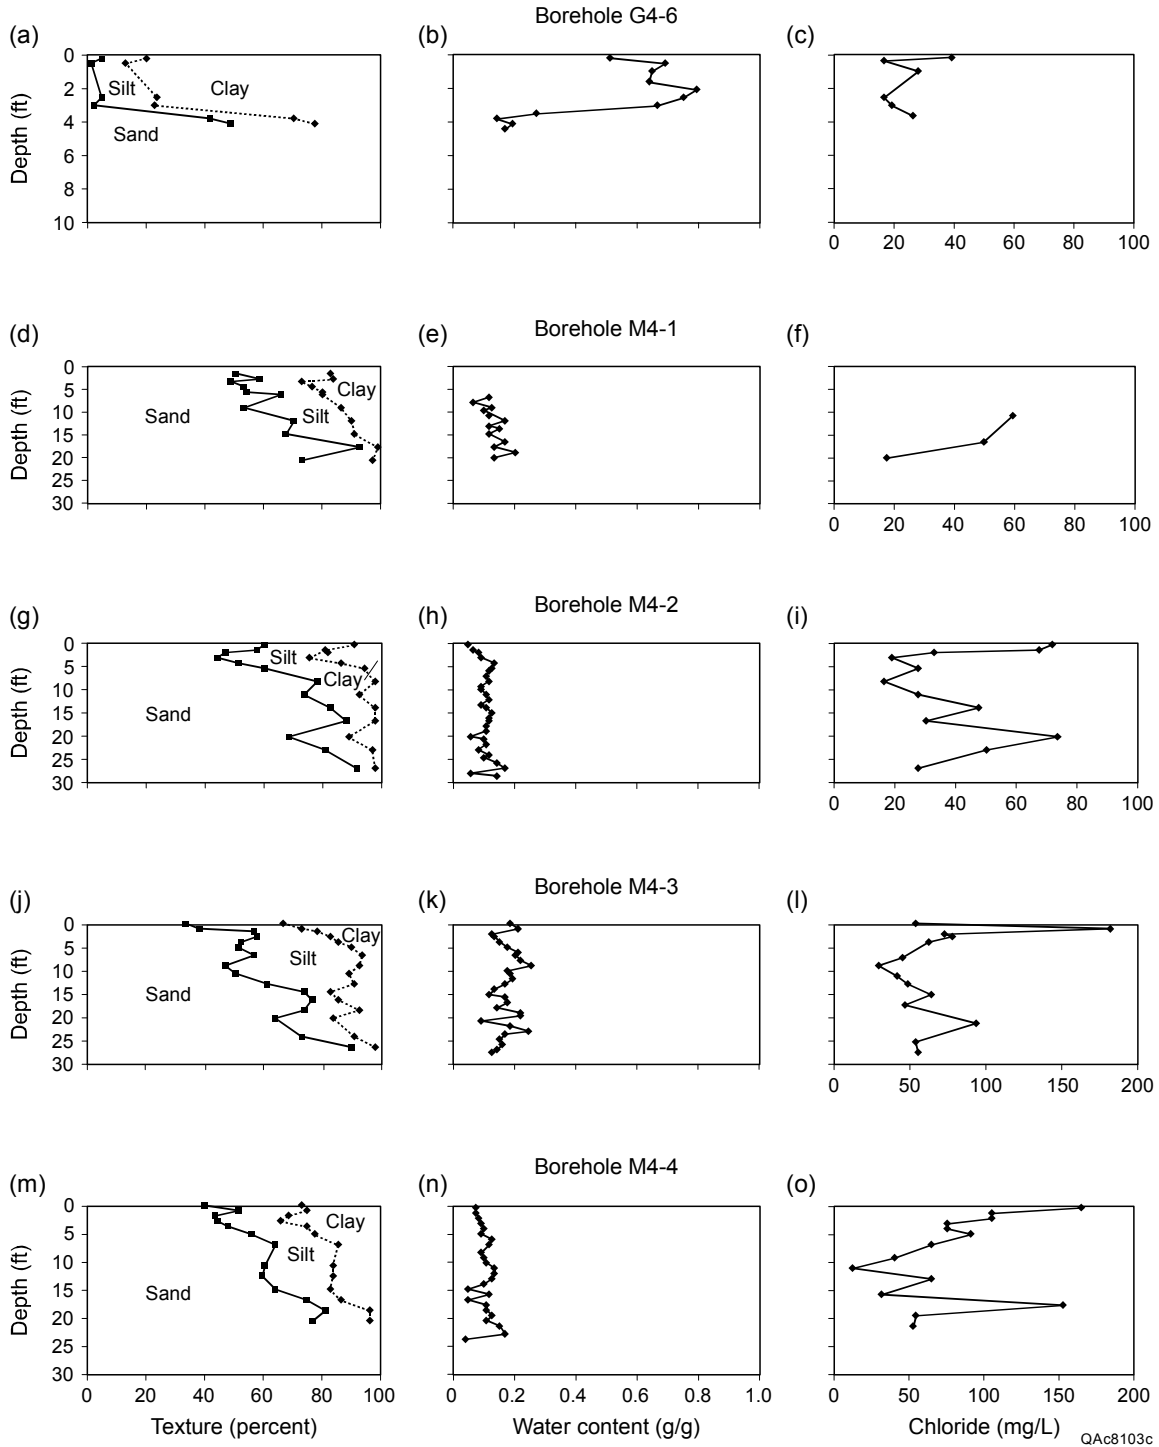 Borehole G4-6
(a) (b) (c)
0
2
4
6
8
10
Depth (ft)
Silt Clay
Sand
0 20 40 60 80 100
Borehole M4-1
(d) (e) (f)
0
5
10
15
20
25
30
Depth (ft)
Clay
Sand Silt
0 20 40 60 80 100
Borehole M4-2
(g) (h) (i)
0
5
10
15
20
25
30
Depth (ft)
Silt
Clay
Sand
0 20 40 60 80 100
Borehole M4-3
(j) (k) (l)
0
5
10
15
20
25
30
Depth (ft)
Clay
Silt
Sand
0 50 100 150 200
Borehole M4-4
(m) (n) (o)
0
5
10
15
20
25
30
Depth (ft)
Clay
Silt
Sand
0 20 40 60 80 100 0 0.2 0.4 0.6 0.8 1.0 0 50 100 150 200
Texture (percent) Water content (g/g) Chloride (mg/L)
QAc8103c